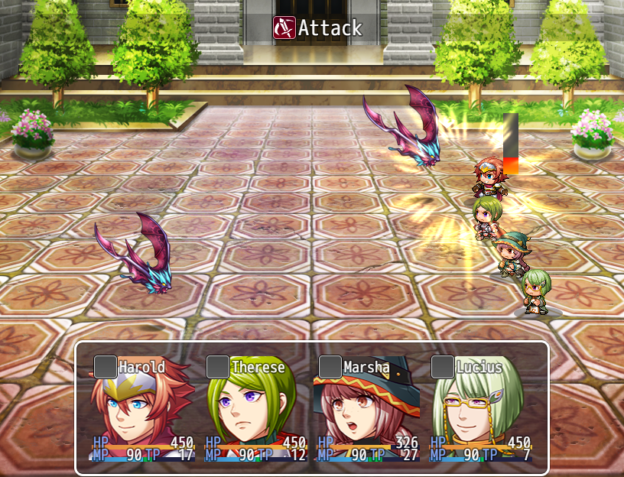 Attack
Harold Therese Marsha Lucius
HP 450 HP 450 HP 326 HP 450
MP 90 TP 17 MP 90 TP 12 MP 90 TP 27 MP 90 TP 7